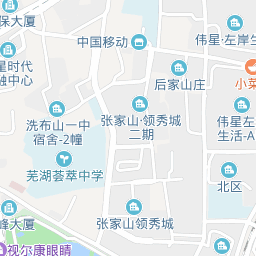 保大厦
中国移动
伟星·左岸生
星时代
融中心
后家山庄
小菜
张家山·领秀城
二期
洗布山一中
宿舍-2幢
伟星·左
生活-A
芜湖荟萃中学
北区
峰大厦
张家山领秀城
视尔康眼睛